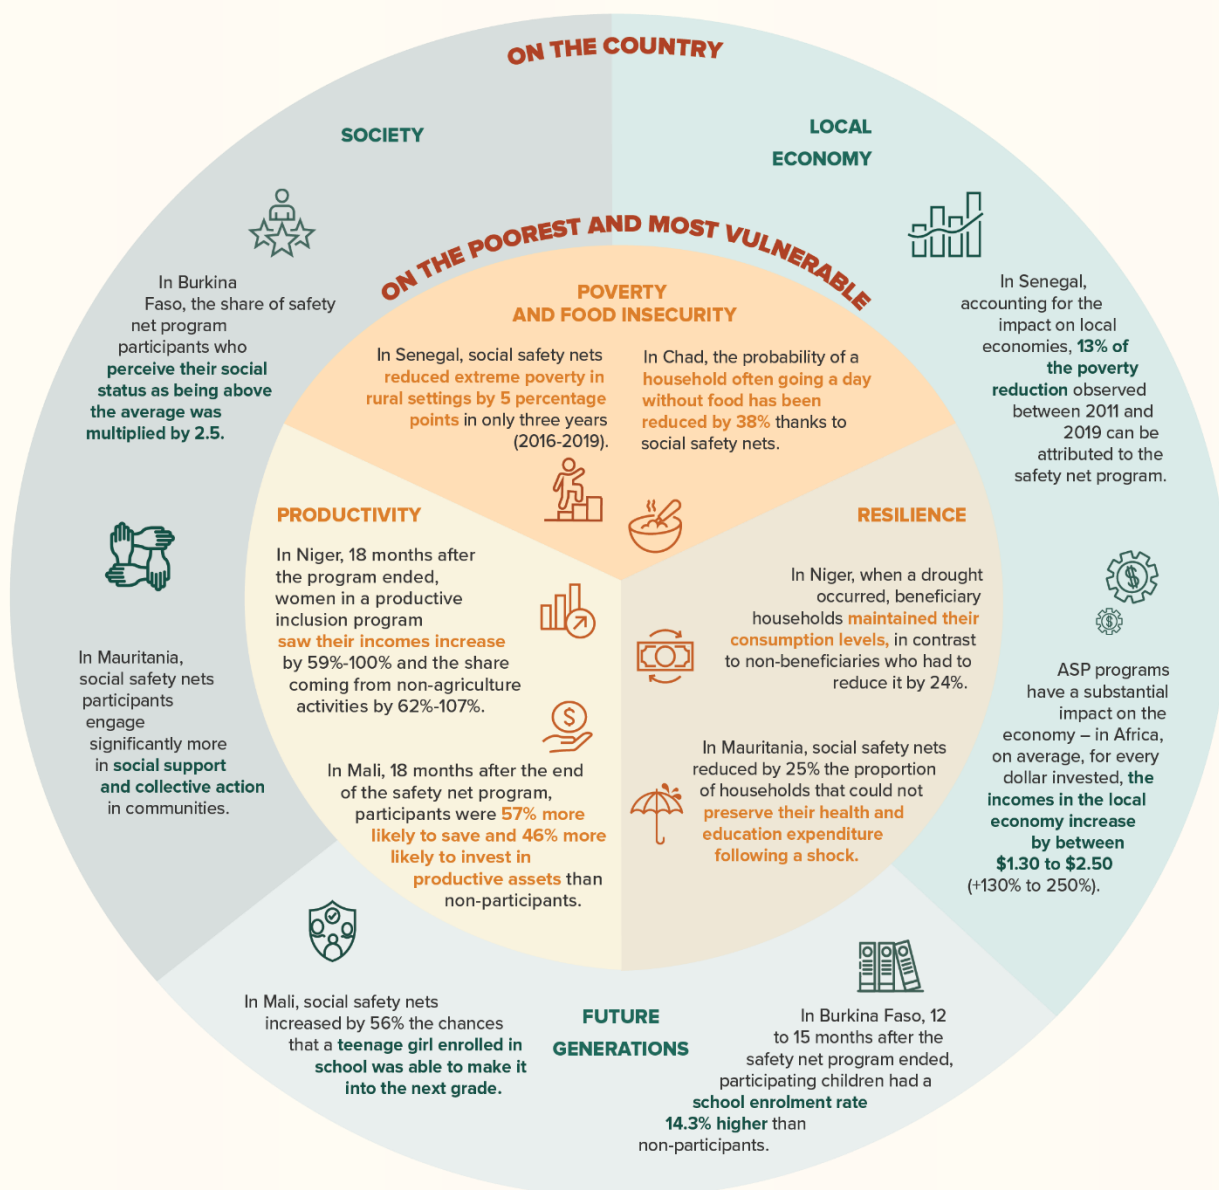 ON THE COUNTRY
SOCIETY
In Burkina
Faso, the share of safety
net program
participants who
perceive their social
status as being above
the average was
multiplied by 2.5.
In Mauritania,
social safety nets
participants
engage
significantly more
in social support
and collective action
in communities.
LOCAL
ECONOMY
In Senegal,
accounting for the
impact on local
economies, 13% of
the poverty
reduction observed
between 2011 and
2019 can be
attributed to the
safety net program.
ASP programs
have a substantial
impact on the
economy – in Africa,
on average, for every
dollar invested, the
incomes in the local
economy increase
by between
$1.30 to $2.50
(+130% to 250%).
ON THE POOREST AND MOST VULNERABLE
POVERTY
AND FOOD INSECURITY
In Senegal, social safety nets
reduced extreme poverty in
rural settings by 5 percentage
points in only three years
(2016-2019).
In Chad, the probability of a
household often going a day
without food has been
reduced by 38% thanks to
social safety nets.
PRODUCTIVITY
In Niger, 18 months after
the program ended,
women in a productive
inclusion program
saw their incomes increase
by 59%-100% and the share
coming from non-agriculture
activities by 62%-107%.
In Mali, 18 months after the end
of the safety net program,
participants were 57% more
likely to save and 46% more
likely to invest in
productive assets than
non-participants.
RESILIENCE
In Niger, when a drought
occurred, beneficiary
households maintained their
consumption levels, in contrast
to non-beneficiaries who had to
reduce it by 24%.
In Mauritania, social safety nets
reduced by 25% the proportion
of households that could not
preserve their health and
education expenditure
following a shock.
FUTURE
GENERATIONS
In Mali, social safety nets
increased by 56% the chances
that a teenage girl enrolled in
school was able to make it
into the next grade.
In Burkina Faso, 12
to 15 months after the
safety net program ended,
participating children had a
school enrolment rate
14.3% higher than
non-participants.
$
$
$